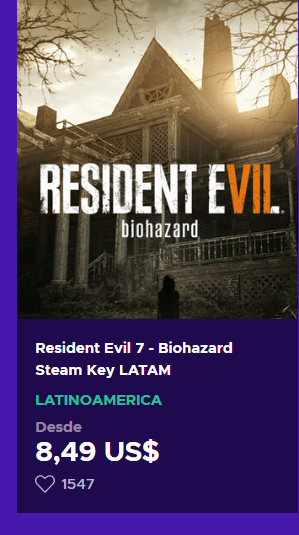 RESIDENT EVIL.
biohazard
Resident Evil 7 - Biohazard
Steam Key LATAM
LATINOAMERICA
Desde
8,49 US$
1547